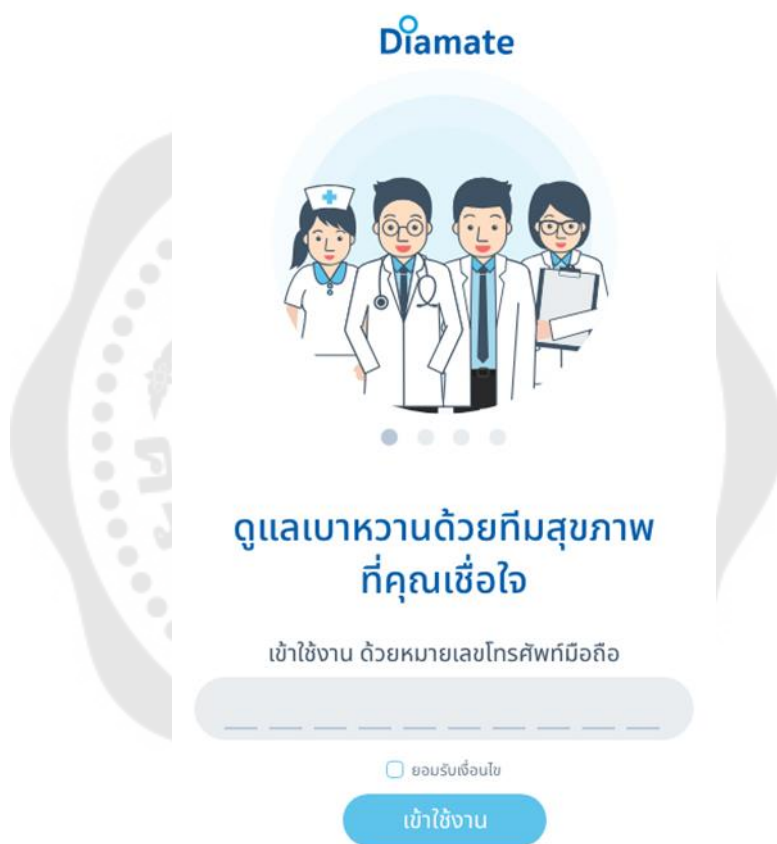 Diamate
ดูแลเบาหวานด้วยทีมสุขภาพ
ที่คุณเชื่อใจ
เข้าใช้งาน ด้วยหมายเลขโทรศัพท์มือถือ
ยอมรับเงื่อนไข
เข้าใช้งาน